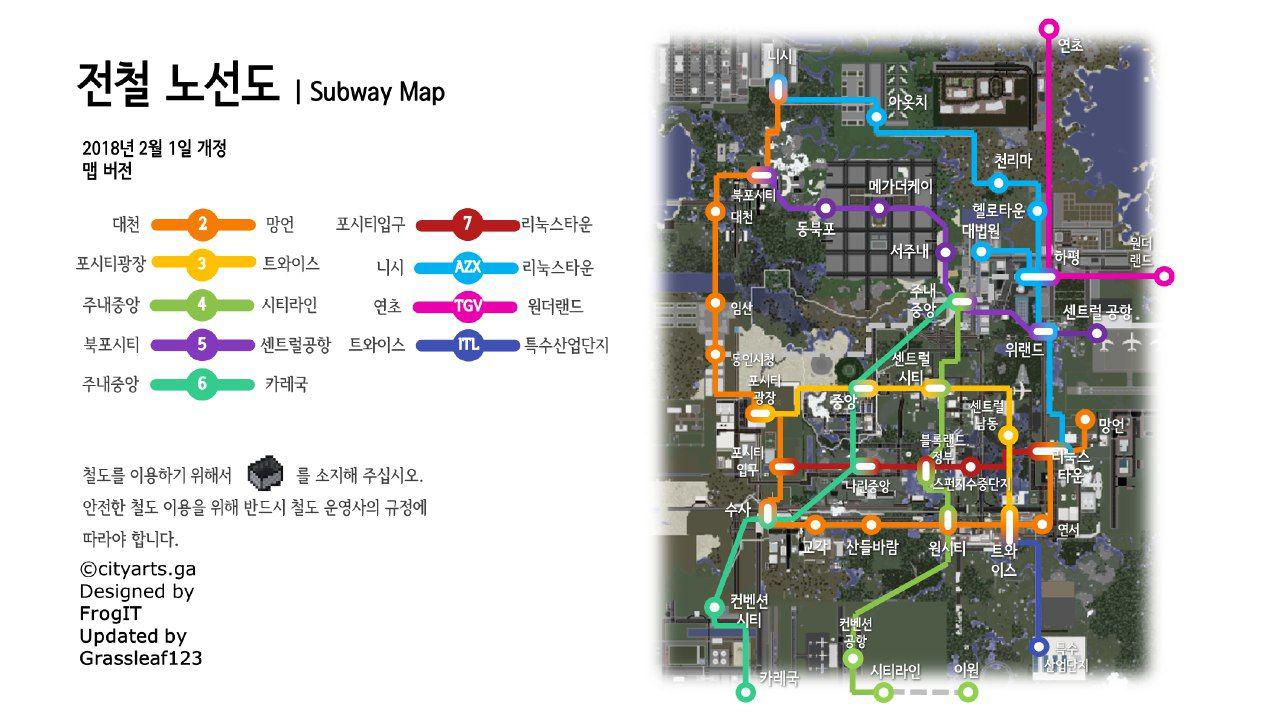 전철 노선도 | Subway Map
2018년 2월 1일 개정
맵 버전
대천 2 망언
포시티광장 3 트와이스
주내중앙 4 시티라인
북포시티 5 센트럴공항
주내중앙 6 카레국
포시티입구 7 리눅스타운
니시 AZX 리눅스타운
연초 TGV 원더랜드
트와이스 ITL 특수산업단지
철도를 이용하기 위해서 를 소지해 주십시오.
안전한 철도 이용을 위해 반드시 철도 운영사의 규정에
따라야 합니다.
©cityarts.ga
Designed by
FrogIT
Updated by
Grassleaf123
연초
니시
아옷치
천리마
북포시티
메가더케이
대천
동북포
헬로타운
대법원
서주내
하평
원더
랜드
주내
중앙
임산
센트럴 공항
위랜드
동인시청
센트럴
시티
포시티
광장
중앙
센트럴
남동
망언
블록랜드
정부
포시티
입구
리눅스
타운
나리중앙
스펀지수중단지
수사
교각
산들바람
원시티
트와
이스
연서
컨벤션
시티
컨벤션
공항
특수
산업단지
카레국
시티라인
이원